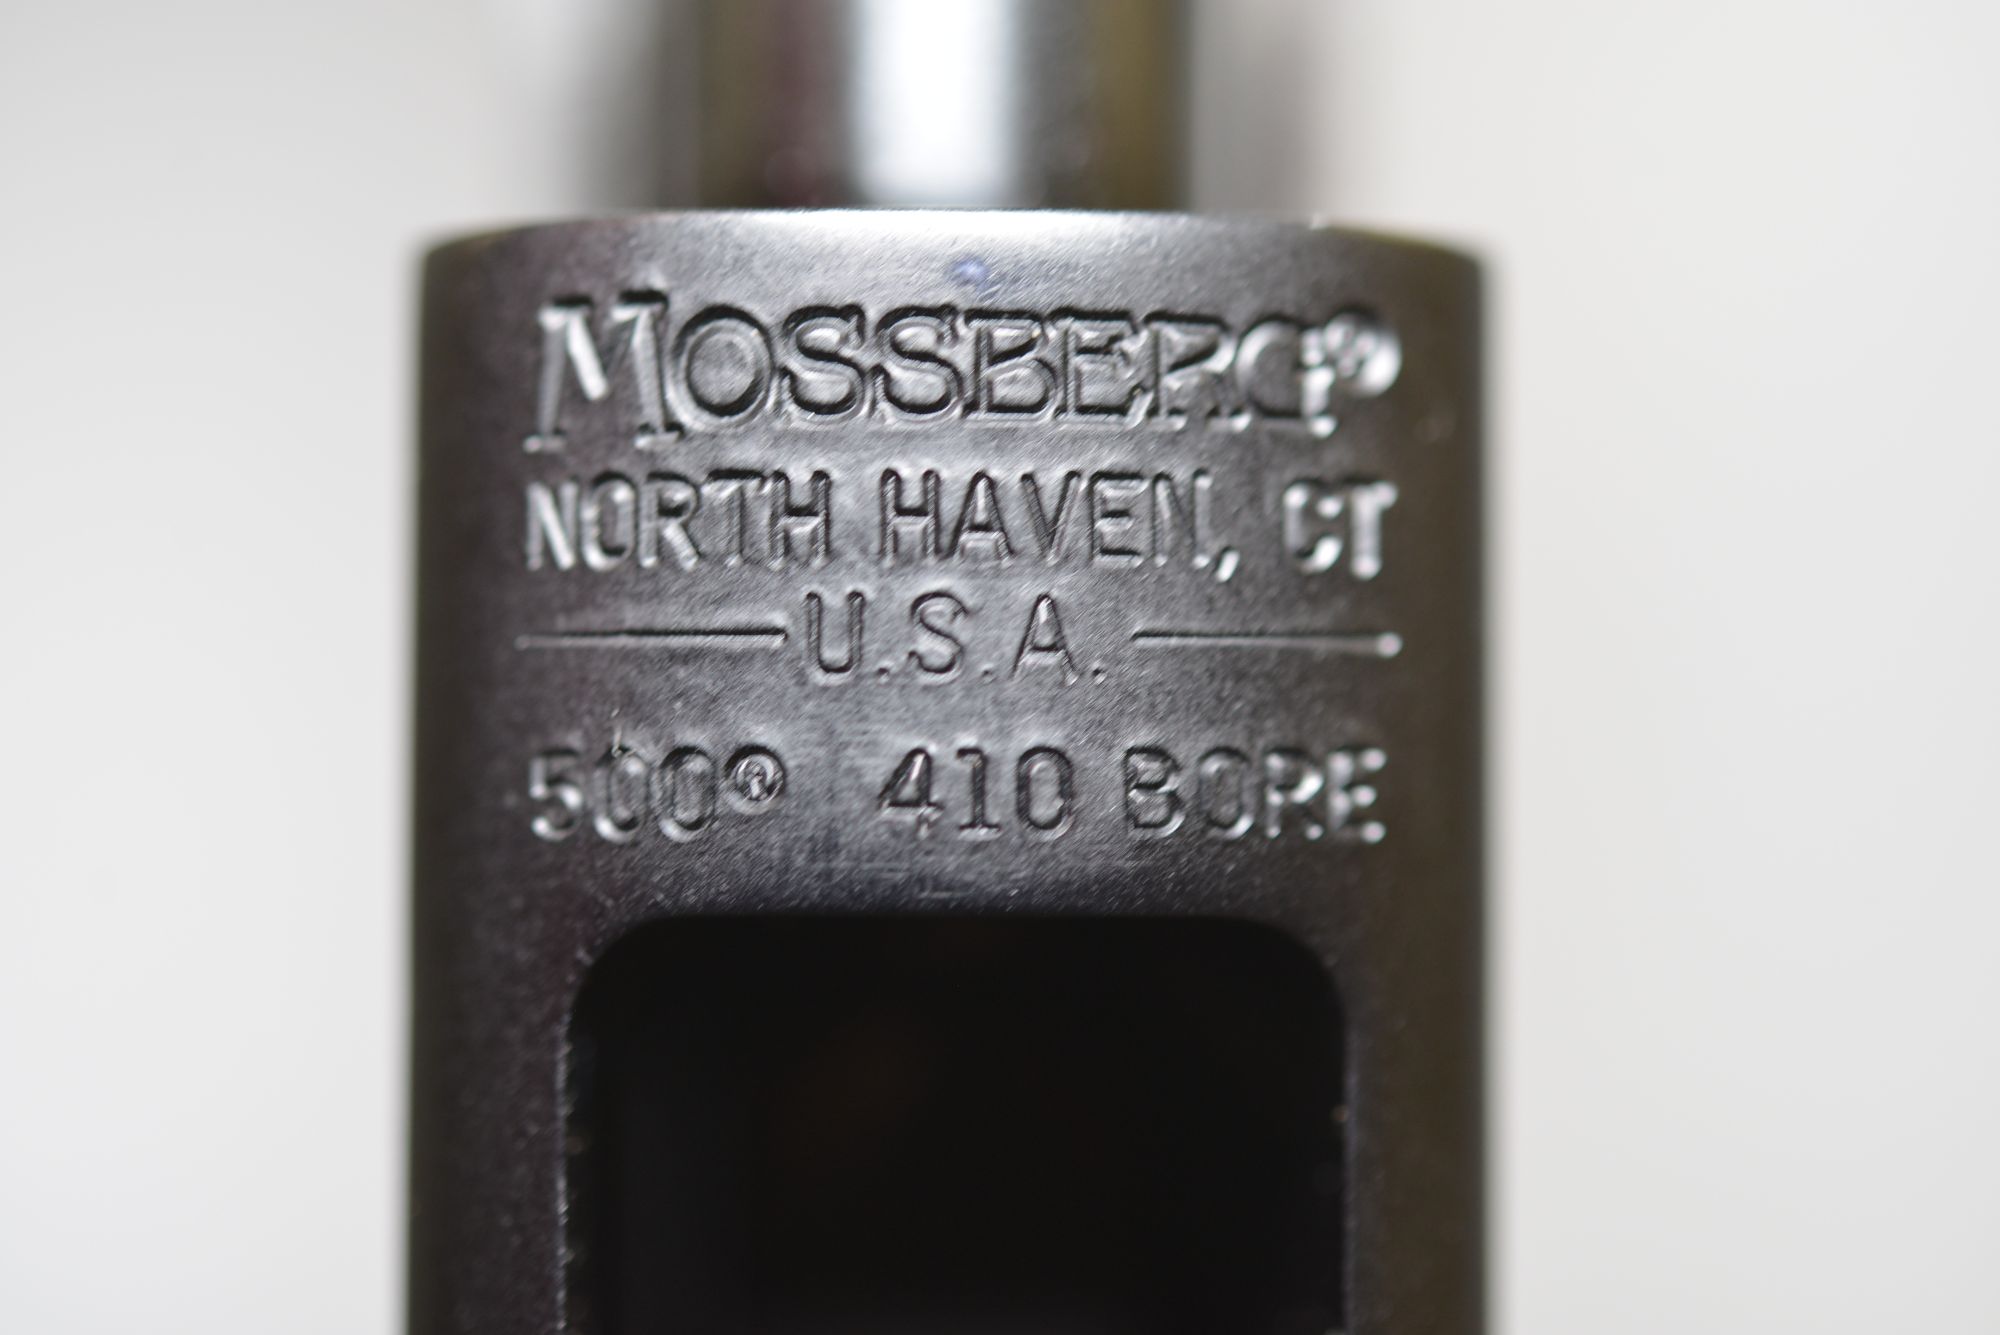 MOSSBERG®
NORTH HAVEN, CT
U.S.A.
500® 410 BORE